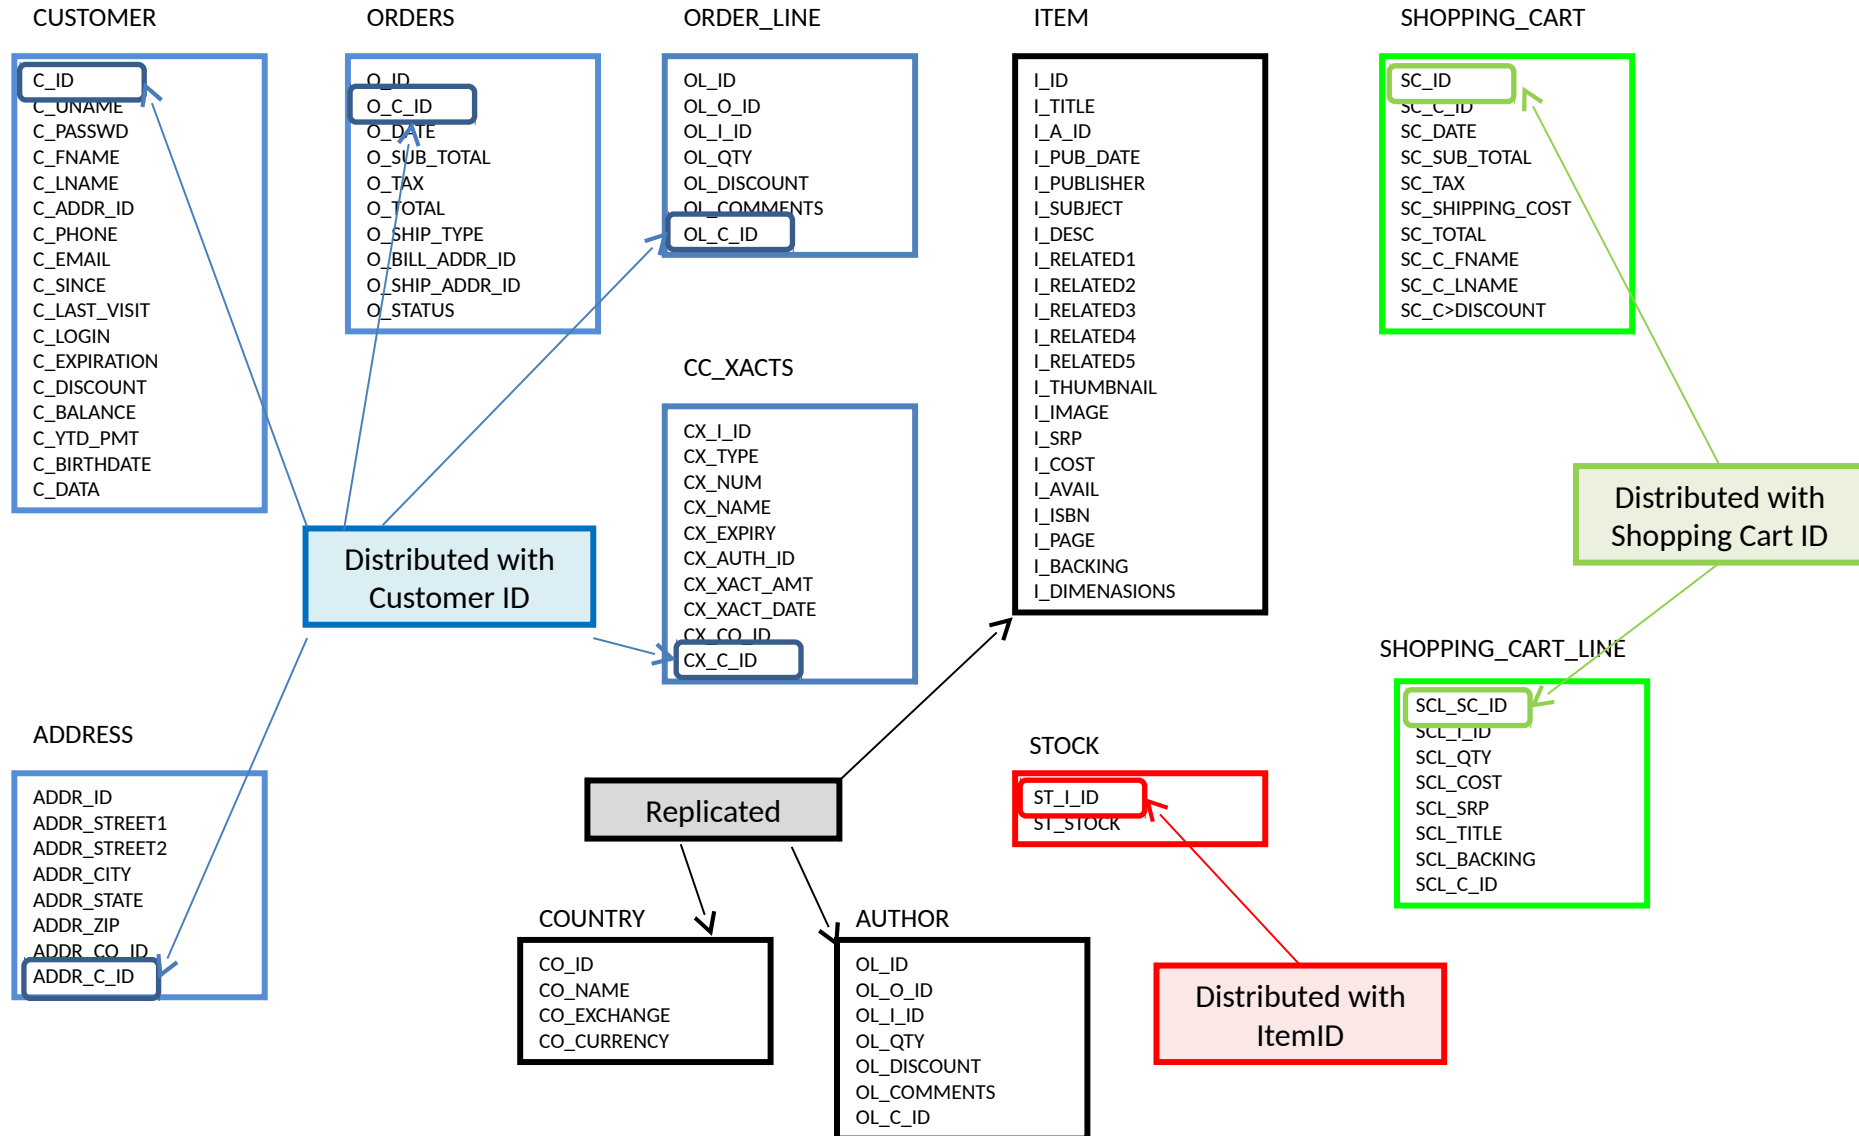 CUSTOMER
C_ID
C_UNAME
C_PASSWD
C_FNAME
C_LNAME
C_ADDR_ID
C_PHONE
C_EMAIL
C_SINCE
C_LAST_VISIT
C_LOGIN
C_EXPIRATION
C_DISCOUNT
C_BALANCE
C_YTD_PMT
C_BIRTHDATE
C_DATA
ORDERS
O_ID
O_C_ID
O_DATE
O_SUB_TOTAL
O_TAX
O_TOTAL
O_SHIP_TYPE
O_BILL_ADDR_ID
O_SHIP_ADDR_ID
O_STATUS
ORDER_LINE
OL_ID
OL_O_ID
OL_I_ID
OL_QTY
OL_DISCOUNT
OL_COMMENTS
OL_C_ID
CC_XACTS
CX_I_ID
CX_TYPE
CX_NUM
CX_NAME
CX_EXPIRY
CX_AUTH_ID
CX_XACT_AMT
CX_XACT_DATE
CX_CO_ID
CX_C_ID
ITEM
I_ID
I_TITLE
I_A_ID
I_PUB_DATE
I_PUBLISHER
I_SUBJECT
I_DESC
I_RELATED1
I_RELATED2
I_RELATED3
I_RELATED4
I_RELATED5
I_THUMBNAIL
I_IMAGE
I_SRP
I_COST
I_AVAIL
I_ISBN
I_PAGE
I_BACKING
I_DIMENASIONS
SHOPPING_CART
SC_ID
SC_C_ID
SC_DATE
SC_SUB_TOTAL
SC_TAX
SC_SHIPPING_COST
SC_TOTAL
SC_C_FNAME
SC_C_LNAME
SC_C>DISCOUNT
Distributed with
Customer ID
Distributed with
Shopping Cart ID
SHOPPING_CART_LINE
SCL_SC_ID
SCL_I_ID
SCL_QTY
SCL_COST
SCL_SRP
SCL_TITLE
SCL_BACKING
SCL_C_ID
ADDRESS
ADDR_ID
ADDR_STREET1
ADDR_STREET2
ADDR_CITY
ADDR_STATE
ADDR_ZIP
ADDR_CO_ID
ADDR_C_ID
Replicated
STOCK
ST_I_ID
ST_STOCK
COUNTRY
CO_ID
CO_NAME
CO_EXCHANGE
CO_CURRENCY
AUTHOR
OL_ID
OL_O_ID
OL_I_ID
OL_QTY
OL_DISCOUNT
OL_COMMENTS
OL_C_ID
Distributed with
ItemID